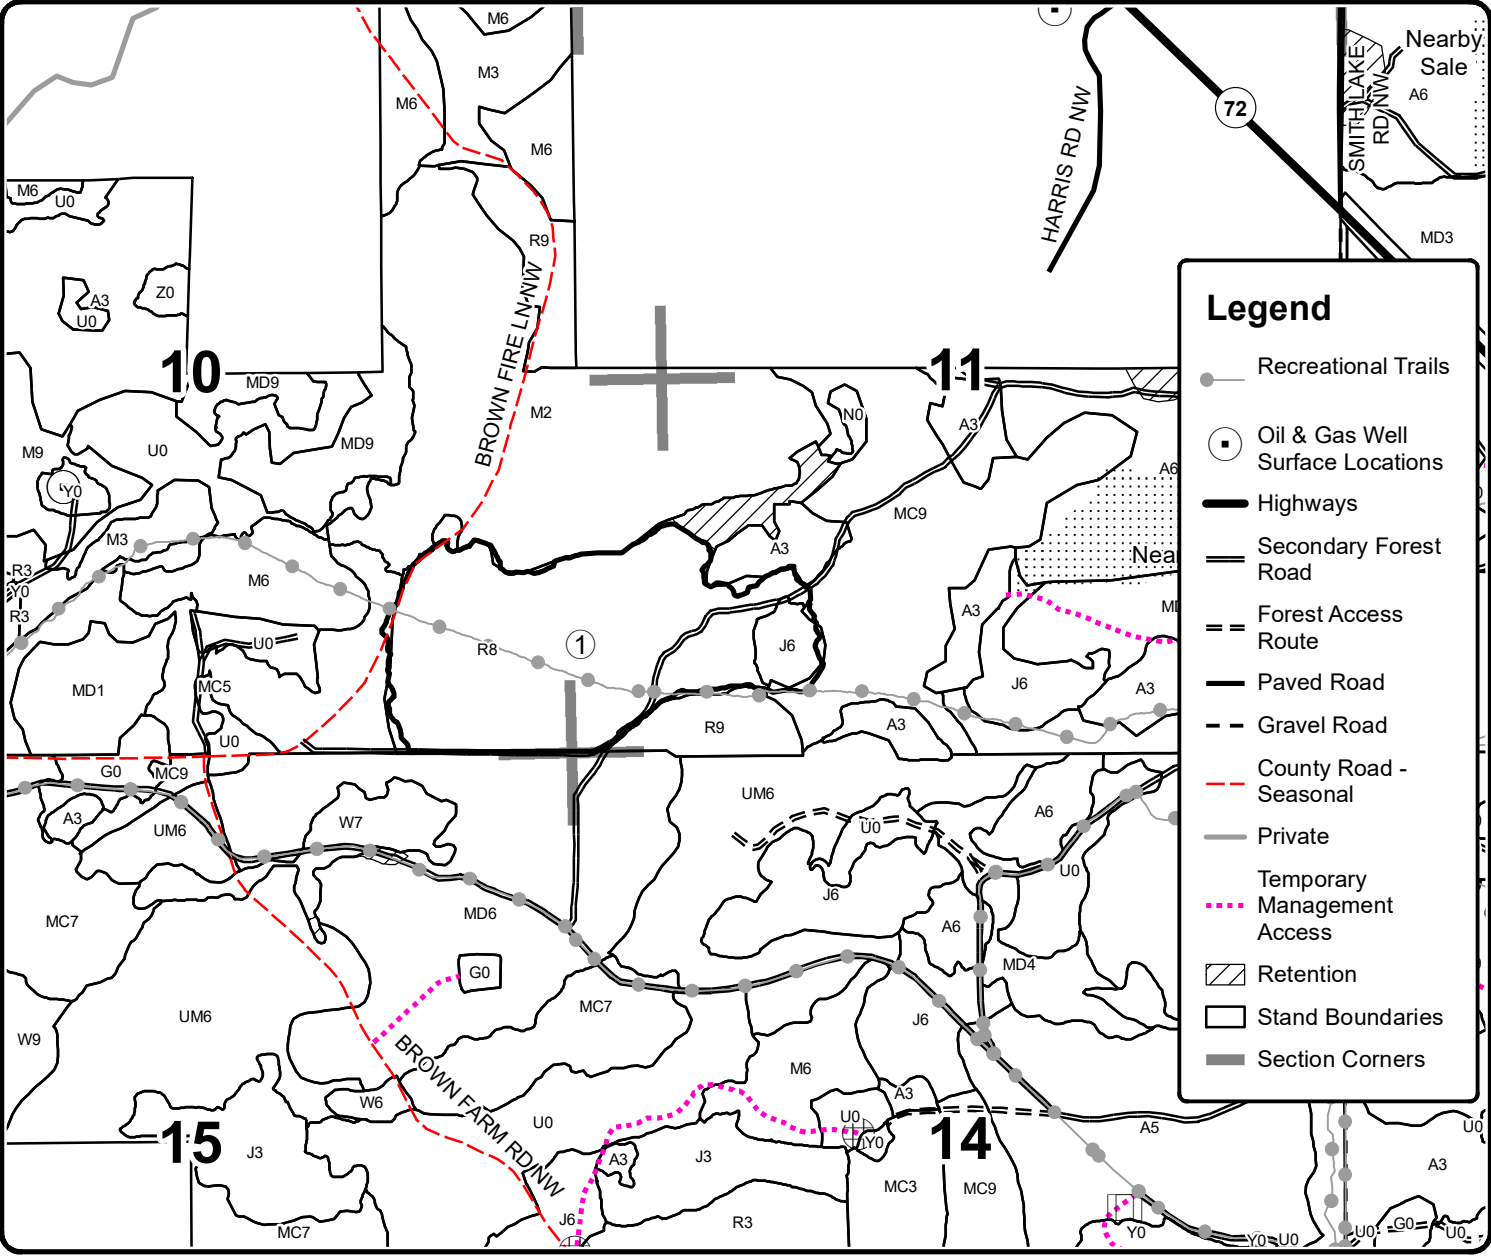 M6
M3
M6
M6
Nearby
Sale
A6
SMITH LAKE
RD NW
72
HARRIS RD NW
M6
U0
R9
MD3
A3
U0
Z0
BROWN FIRE LN NW
10
11
MD9
M2
N0
A3
M9
U0
MD9
Y0
A6
MC9
M3
A3
R3
Y0
R3
M6
A3
U0
R8
1
J6
MD1
MC5
J6
A3
U0
R9
A3
G0
MC9
A3
UM6
W7
UM6
U0
A6
U0
J6
MC7
MD6
A6
MD4
G0
MC7
J6
W9
UM6
M6
BROWN FARM RD NW
W6
A3
U0
U0
Y0
A5
15
14
J3
A3
J3
MC3
MC9
A3
U0
MC7
J6
R3
Y0
Y0
U0
U0
G0
U0
Legend
Recreational Trails
Oil & Gas Well
Surface Locations
Highways
Secondary Forest
Road
Forest Access
Route
Paved Road
Gravel Road
County Road -
Seasonal
Private
Temporary
Management
Access
Retention
Stand Boundaries
Section Corners